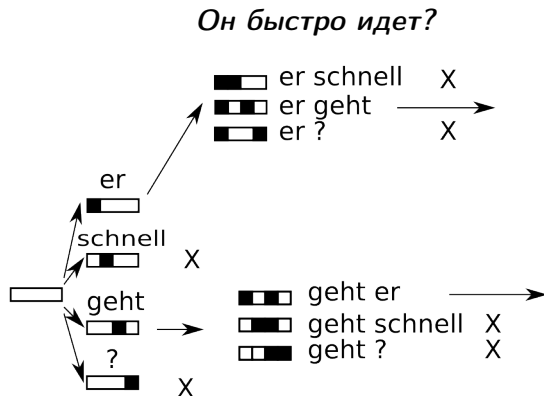 Он быстро идет?
er schnell X
er geht
er ? X
er
schnell X
geht
? X
geht er
geht schnell X
geht ? X